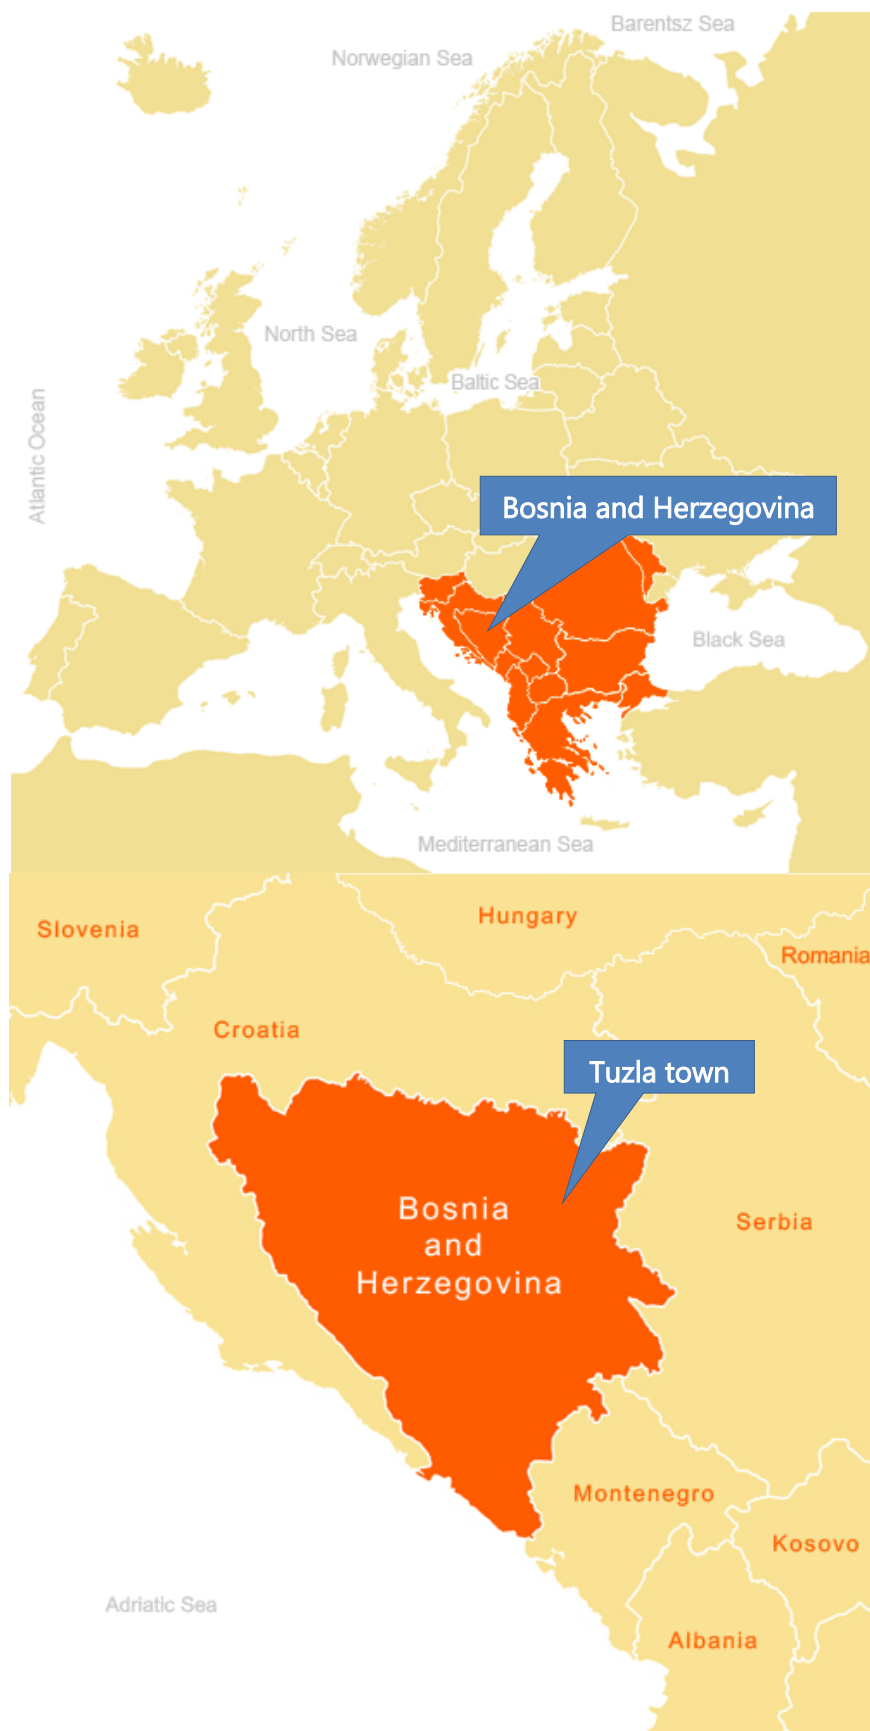 Barentsz Sea
Norwegian Sea
North Sea
Baltic Sea
Atlantic Ocean
Bosnia and Herzegovina
Black Sea
Mediterranean Sea
Slovenia
Hungary
Romania
Croatia
Tuzla town
Bosnia
and
Herzegovina
Serbia
Montenegro
Kosovo
Adriatic Sea
Albania